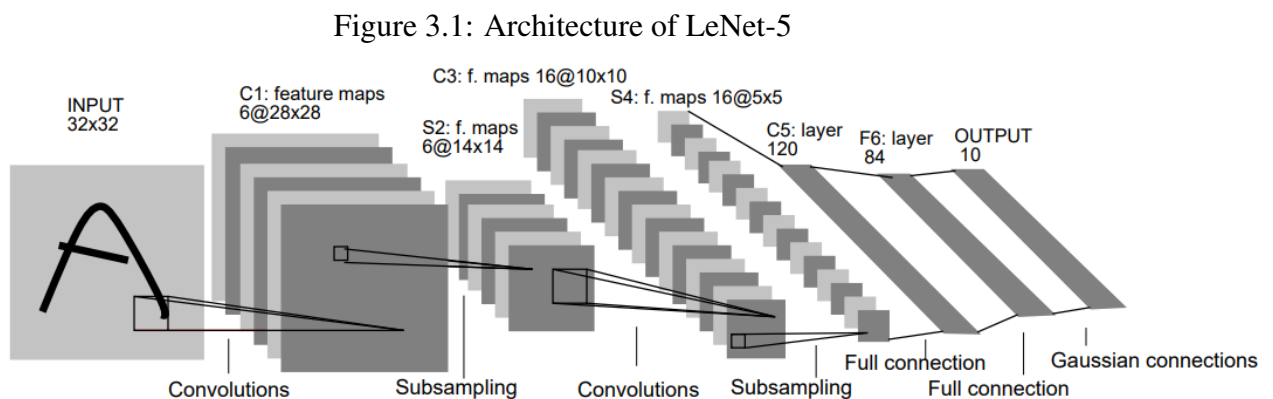 Figure 3.1: Architecture of LeNet-5
INPUT
32x32
C1: feature maps
6@28x28
S2: f. maps
6@14x14
C3: f. maps 16@10x10
S4: f. maps 16@5x5
C5: layer
120
F6: layer
84
OUTPUT
10
Convolutions
Subsampling
Convolutions
Subsampling
Full connection
Full connection
Gaussian connections